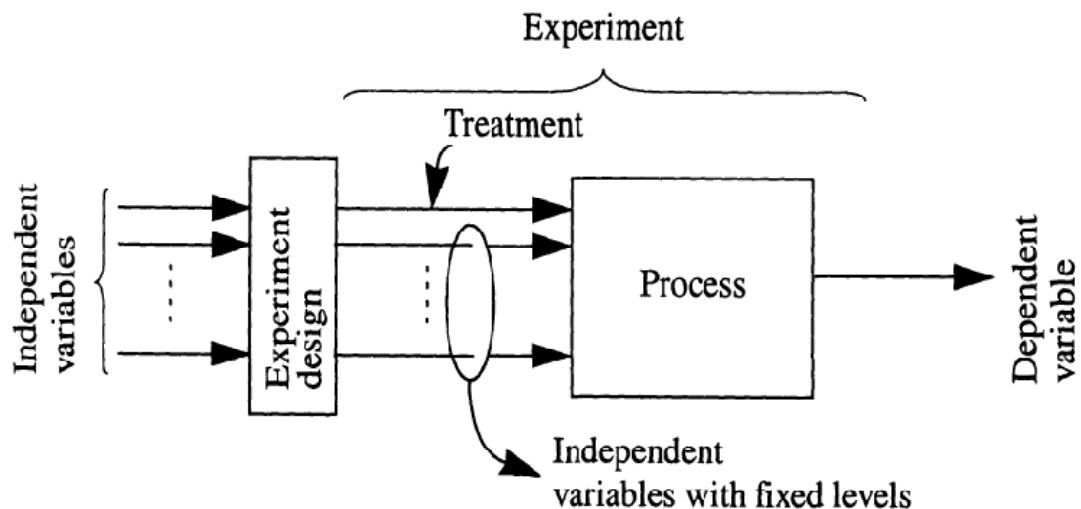 Experiment
Treatment
Independent
variables
Experiment
design
Process
Dependent
variable
Independent
variables with fixed levels